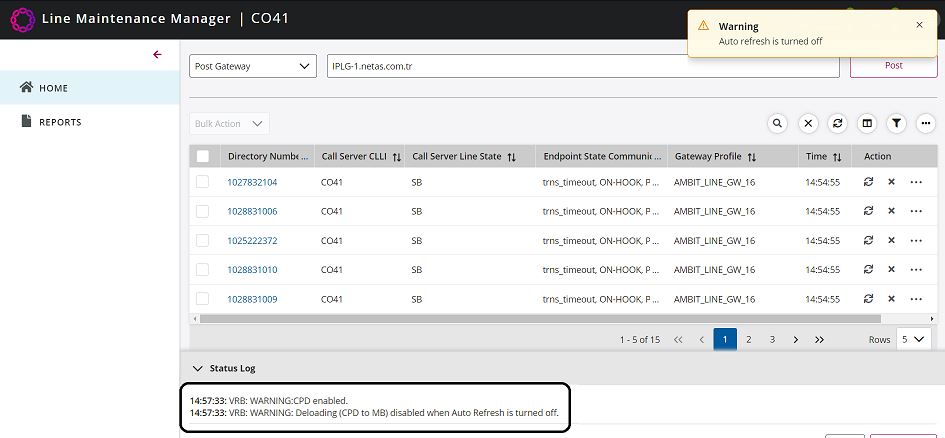 Line Maintenance Manager | CO41
Warning
Auto refresh is turned off
HOME
REPORTS
Post Gateway
IPLG-1.netas.com.tr
Post
Bulk Action
Directory Numbe ... Call Server CLLI Call Server Line State Endpoint State Communic ... Gateway Profile Time Action
1027832104 CO41 SB trns_timeout, ON-HOOK, P ... AMBIT_LINE_GW_16 14:54:55
1028831006 CO41 SB trns_timeout, ON-HOOK, P ... AMBIT_LINE_GW_16 14:54:55
1025222372 CO41 SB trns_timeout, ON-HOOK, P ... AMBIT_LINE_GW_16 14:54:55
1028831010 CO41 SB trns_timeout, ON-HOOK, P ... AMBIT_LINE_GW_16 14:54:55
1028831009 CO41 SB trns_timeout, ON-HOOK, P ... AMBIT_LINE_GW_16 14:54:55
1 - 5 of 15 << < 1 2 3 > >> Rows 5
Status Log
14:57:33: VRB: WARNING:CPD enabled.
14:57:33: VRB: WARNING: Deloading (CPD to MB) disabled when Auto Refresh is turned off.